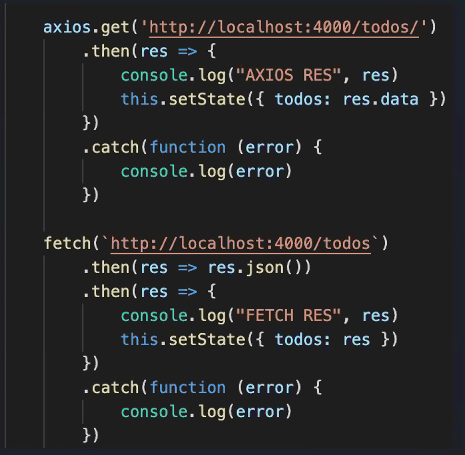 axios.get('http://localhost:4000/todos/')
    .then(res => {
        console.log("AXIOS RES", res)
        this.setState({ todos: res.data })
    })
    .catch(function (error) {
        console.log(error)
    })

fetch(`http://localhost:4000/todos`)
    .then(res => res.json())
    .then(res => {
        console.log("FETCH RES", res)
        this.setState({ todos: res })
    })
    .catch(function (error) {
        console.log(error)
    })